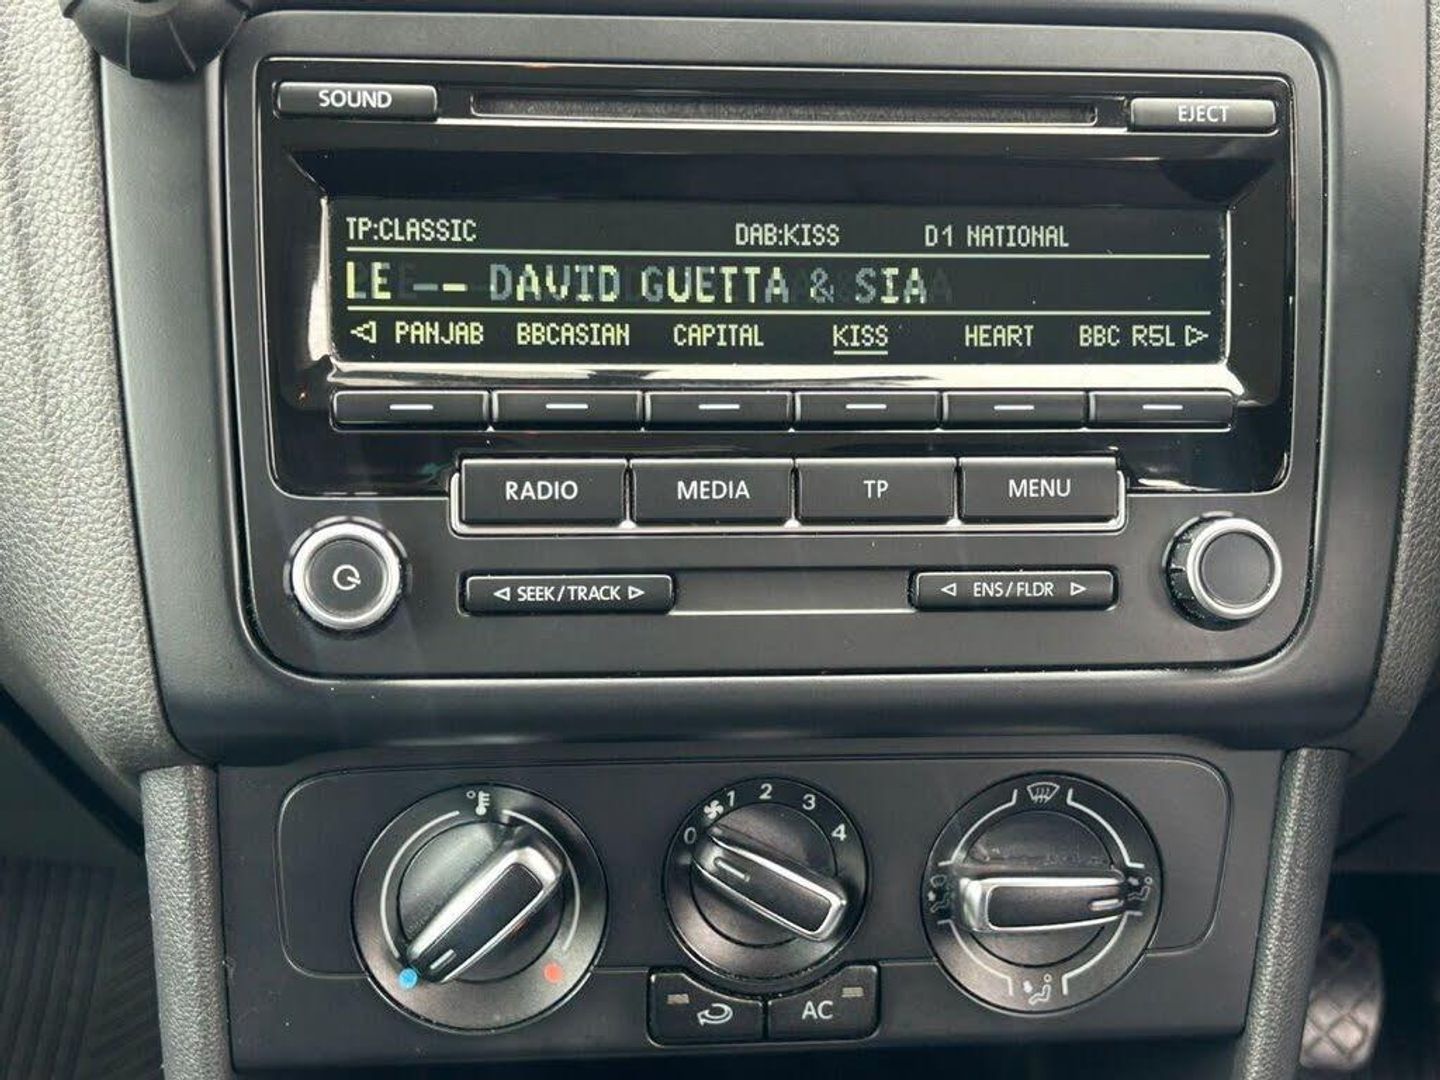 SOUND
EJECT
TP:CLASSIC DAB:KISS D1 NATIONAL
LE -- DAVID GUETTA & SIA
PANJAB BBCASIAN CAPITAL KISS HEART BBC R5L
RADIO MEDIA TP MENU
SEEK/TRACK ENS/FLDR
0 1 2 3 4
AC